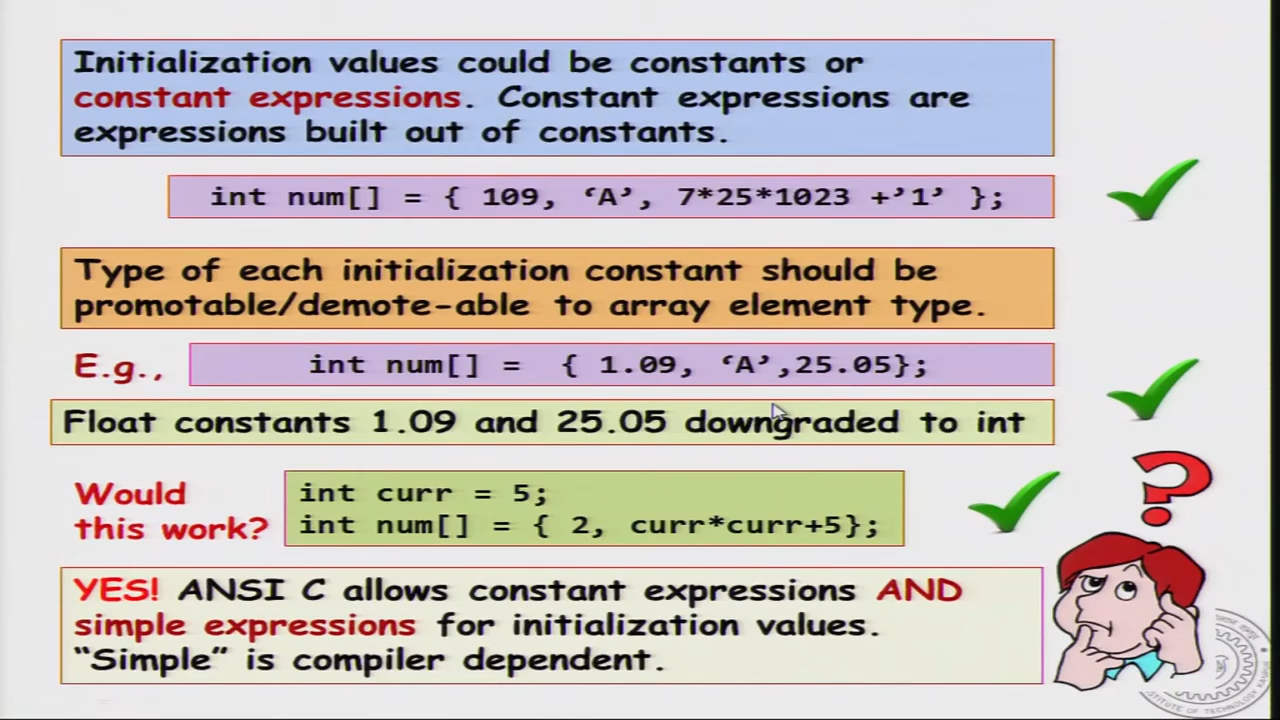 Initialization values could be constants or
constant expressions. Constant expressions are
expressions built out of constants.
int num[] = { 109, ‘A’, 7*25*1023 +’1’ };
Type of each initialization constant should be
promotable/demote-able to array element type.
E.g., int num[] = { 1.09, ‘A’,25.05};
Float constants 1.09 and 25.05 downgraded to int
Would
this work?
int curr = 5;
int num[] = { 2, curr*curr+5};
?
YES! ANSI C allows constant expressions AND
simple expressions for initialization values.
“Simple” is compiler dependent.
OF TECHNOLOGY